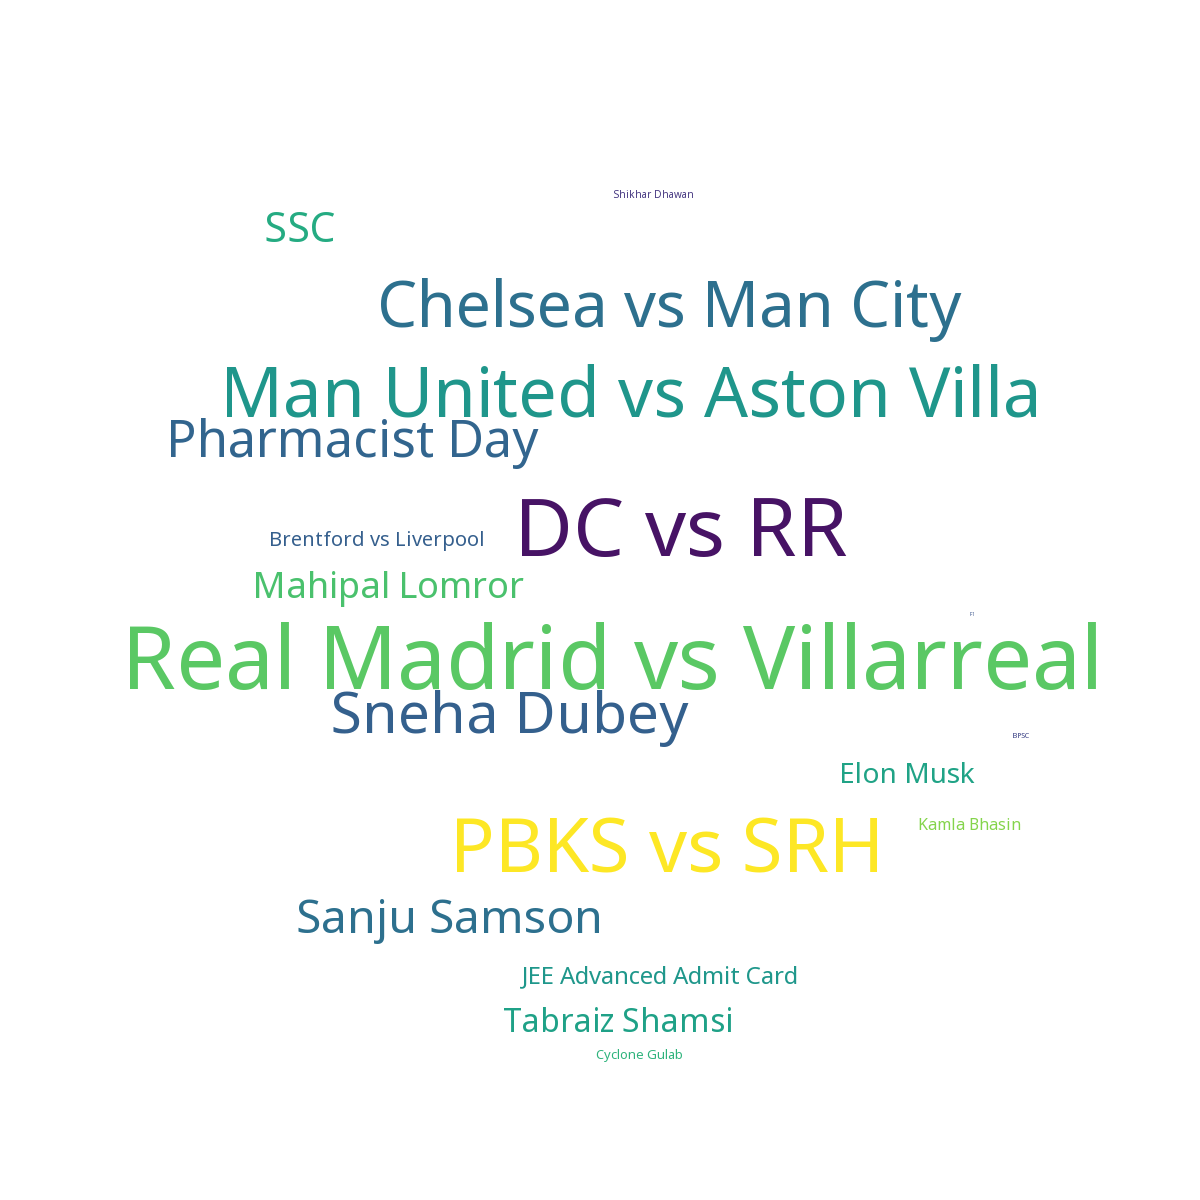 Shikhar Dhawan
SSC
Chelsea vs Man City
Man United vs Aston Villa
Pharmacist Day
DC vs RR
Brentford vs Liverpool
Mahipal Lomror
F1
Real Madrid vs Villarreal
Sneha Dubey
BPSC
Elon Musk
Kamla Bhasin
PBKS vs SRH
Sanju Samson
JEE Advanced Admit Card
Tabraiz Shamsi
Cyclone Gulab